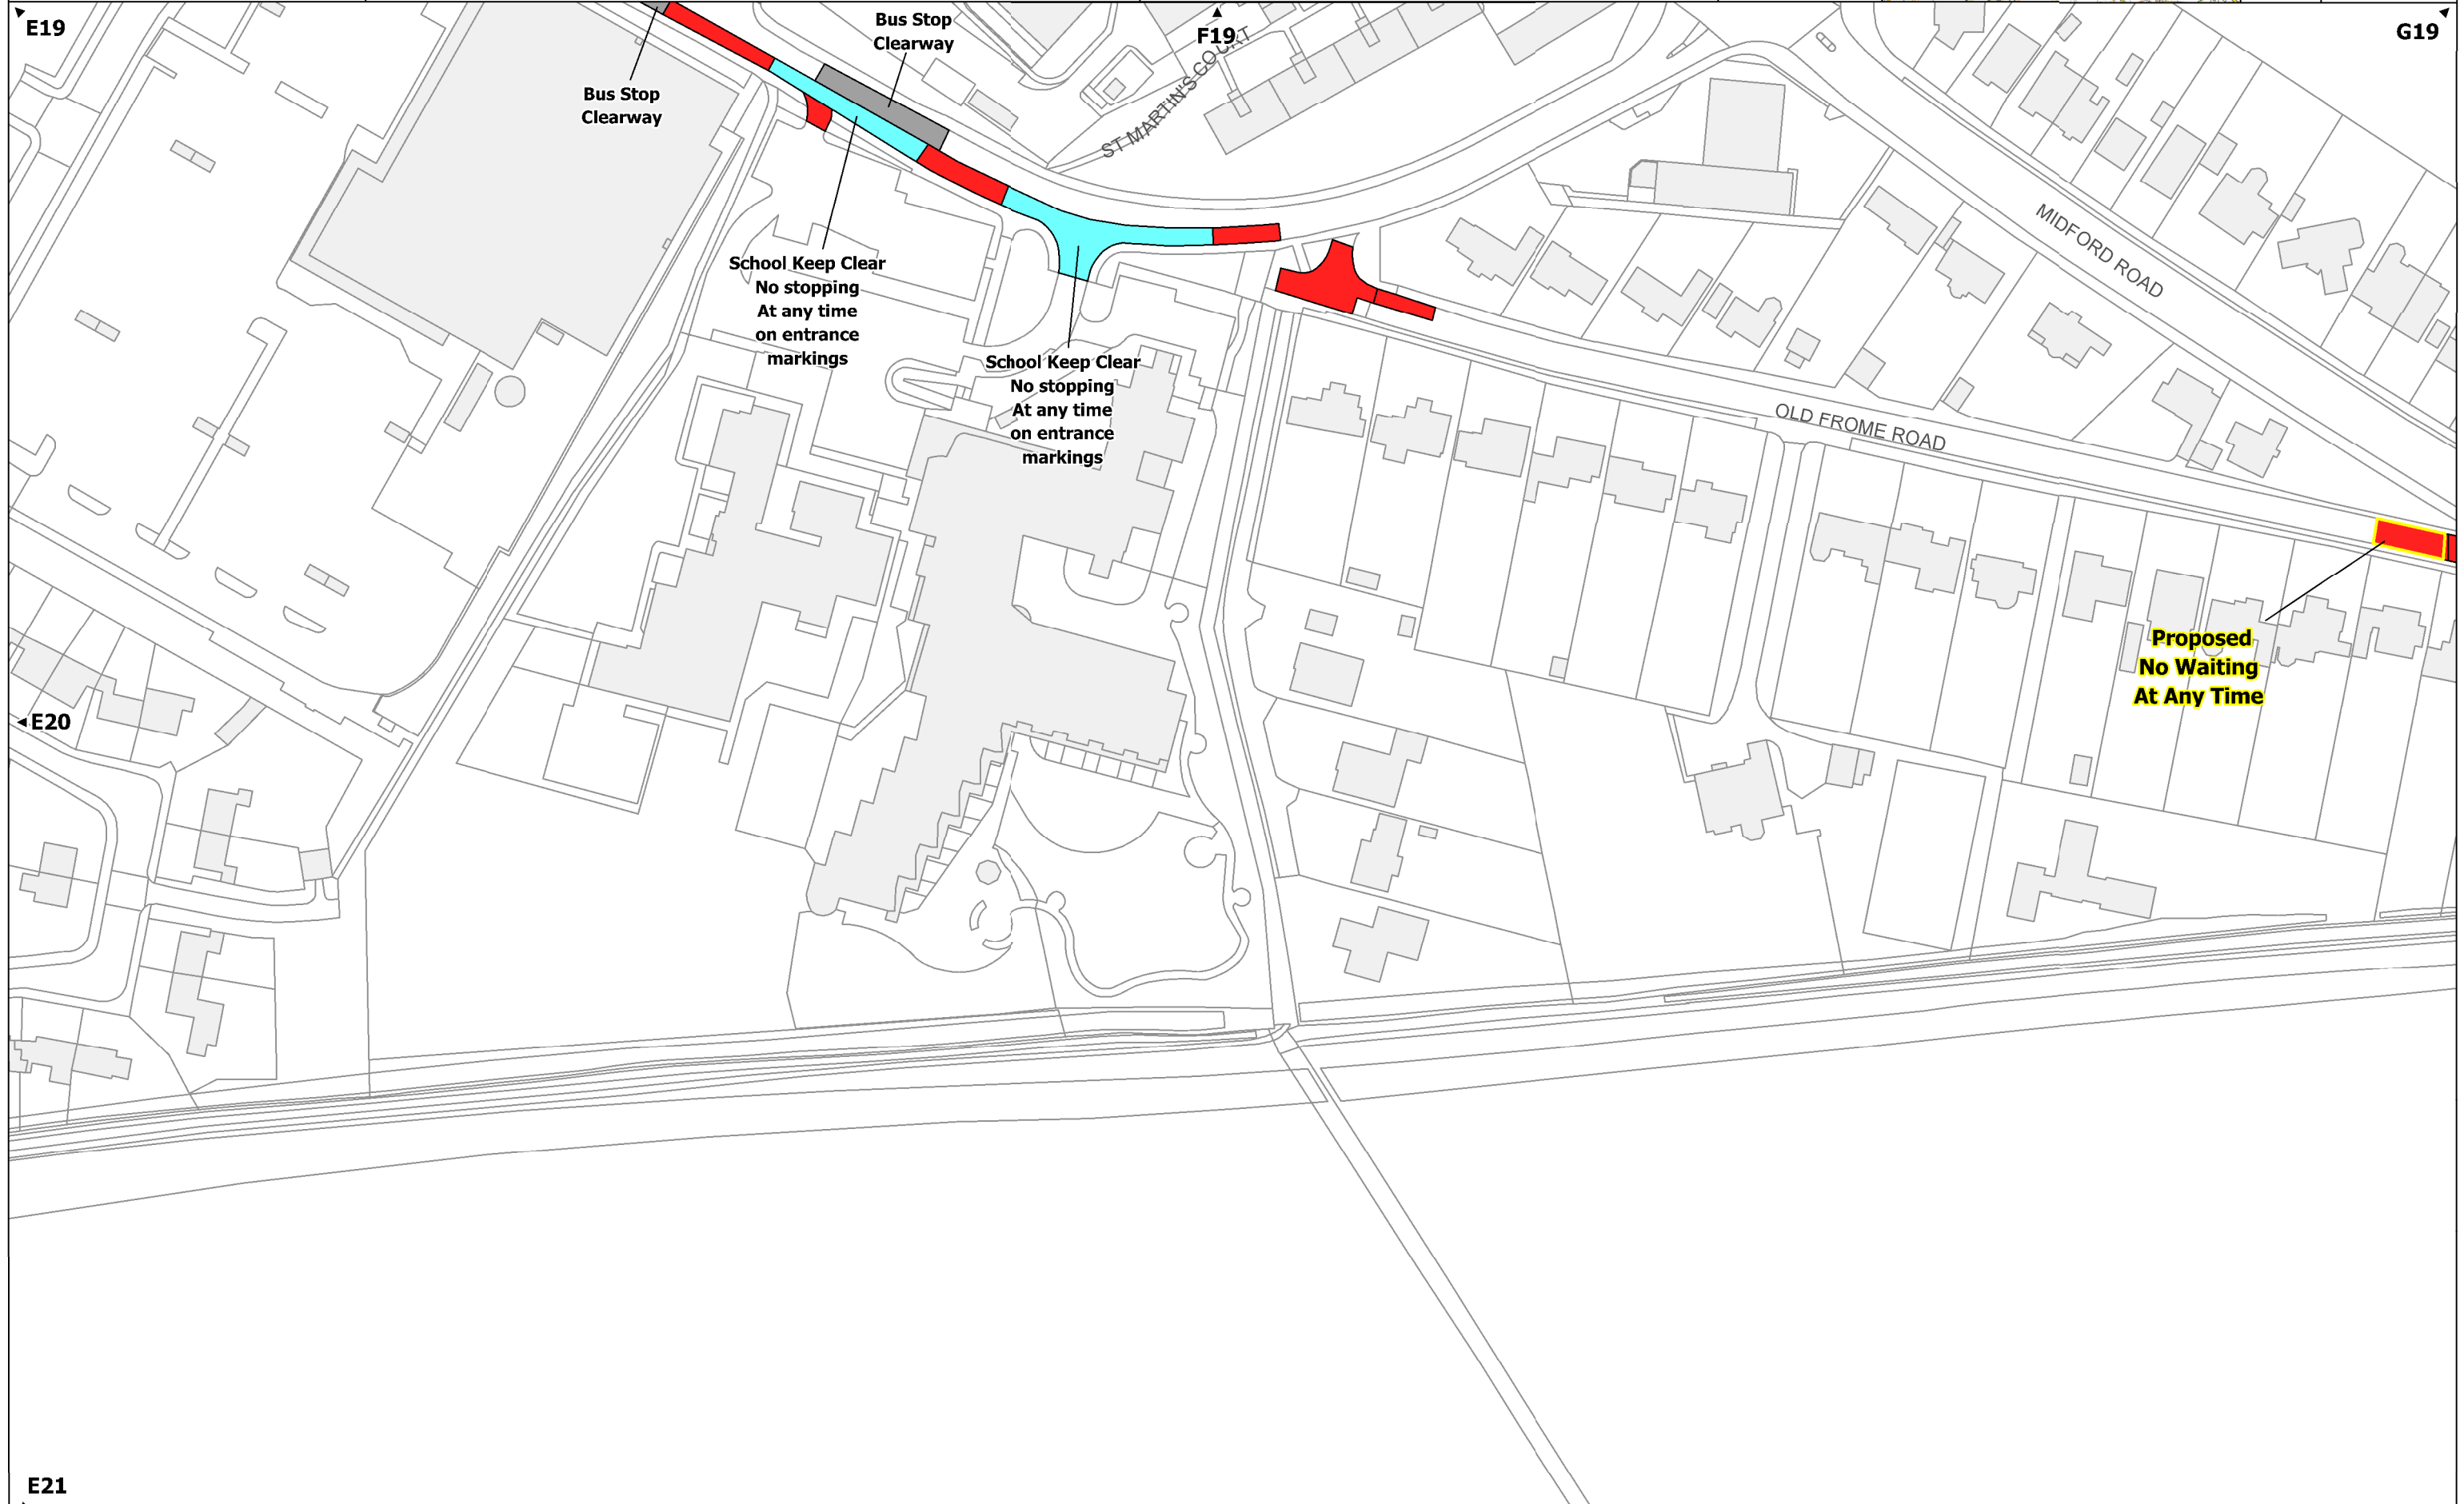 E19
F19
G19
Bus Stop
Clearway
Bus Stop
Clearway
ST MARTIN'S COURT
MIDFORD ROAD
School Keep Clear
No stopping
At any time
on entrance
markings
School Keep Clear
No stopping
At any time
on entrance
markings
OLD FROME ROAD
Proposed
No Waiting
At Any Time
E20
E21